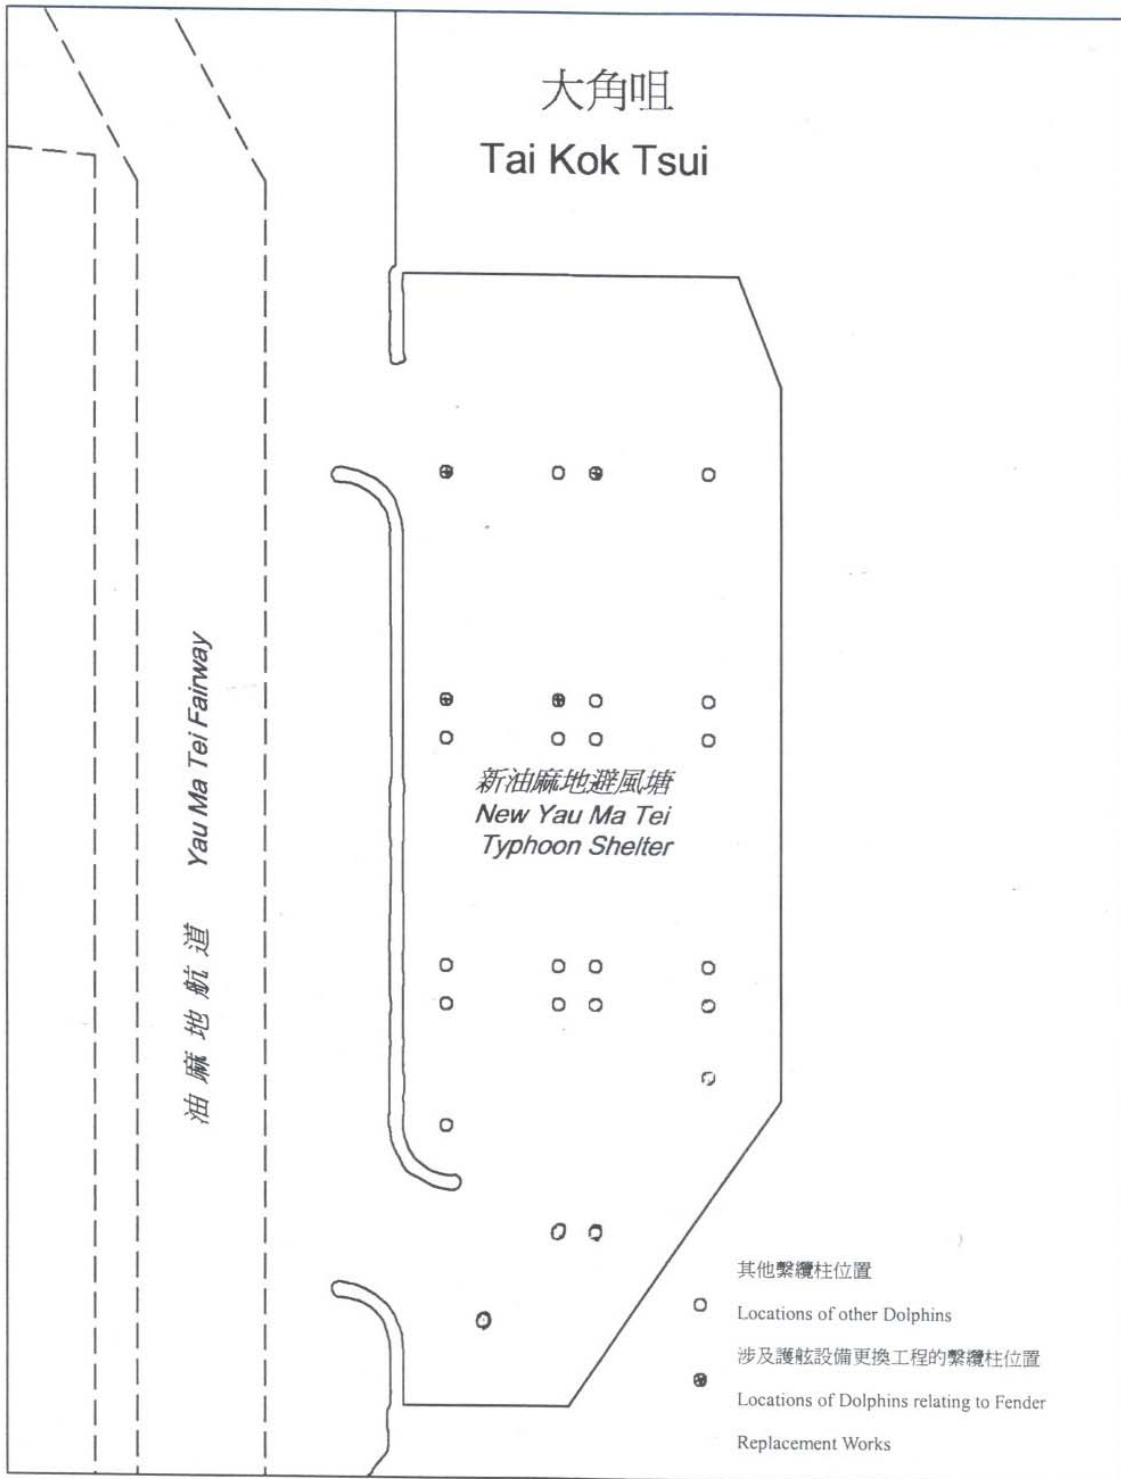 大角咀
Tai Kok Tsui
油麻地航道 Yau Ma Tei Fairway
新油麻地避風塘
New Yau Ma Tei
Typhoon Shelter
其他繫纜柱位置
Locations of other Dolphins
涉及護舷設備更換工程的繫纜柱位置
Locations of Dolphins relating to Fender
Replacement Works